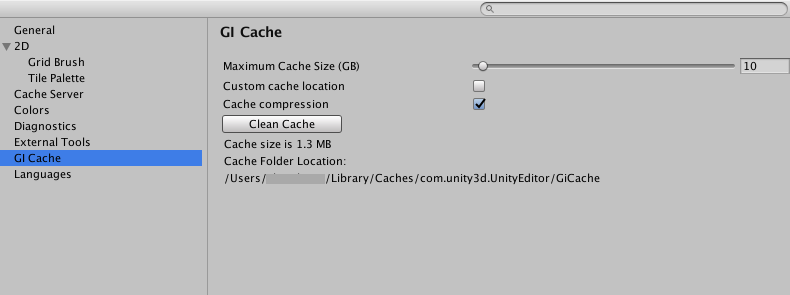 General
2D
Grid Brush
Tile Palette
Cache Server
Colors
Diagnostics
External Tools
GI Cache
Languages
GI Cache
Maximum Cache Size (GB) 10
Custom cache location
Cache compression
Clean Cache
Cache size is 1.3 MB
Cache Folder Location:
/Users/ /Library/Caches/com.unity3d.UnityEditor/GiCache